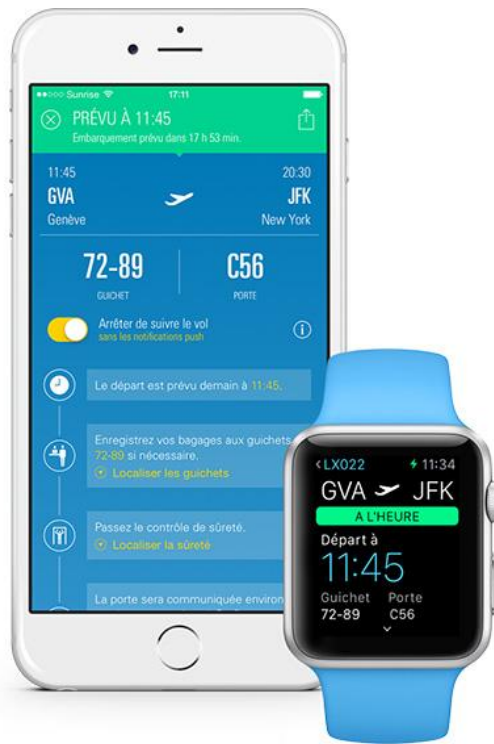 Sunrise
17:11
PRÉVU À 11:45
Embarquement prévu dans 17 h 53 min.
11:45
20:30
GVA
JFK
Genève
New York
72-89
C56
GUICHET
PORTE
Arrêter de suivre le vol
sans les notifications push
Le départ est prévu demain à 11:45.
Enregistrez vos bagages aux guichets
72-89 si nécessaire.
Localiser les guichets
Passez le contrôle de sûreté.
Localiser la sûreté
La porte sera communiquée environ
<LX022
11:34
GVA JFK
A L'HEURE
Départ à
11:45
Guichet Porte
72-89 C56